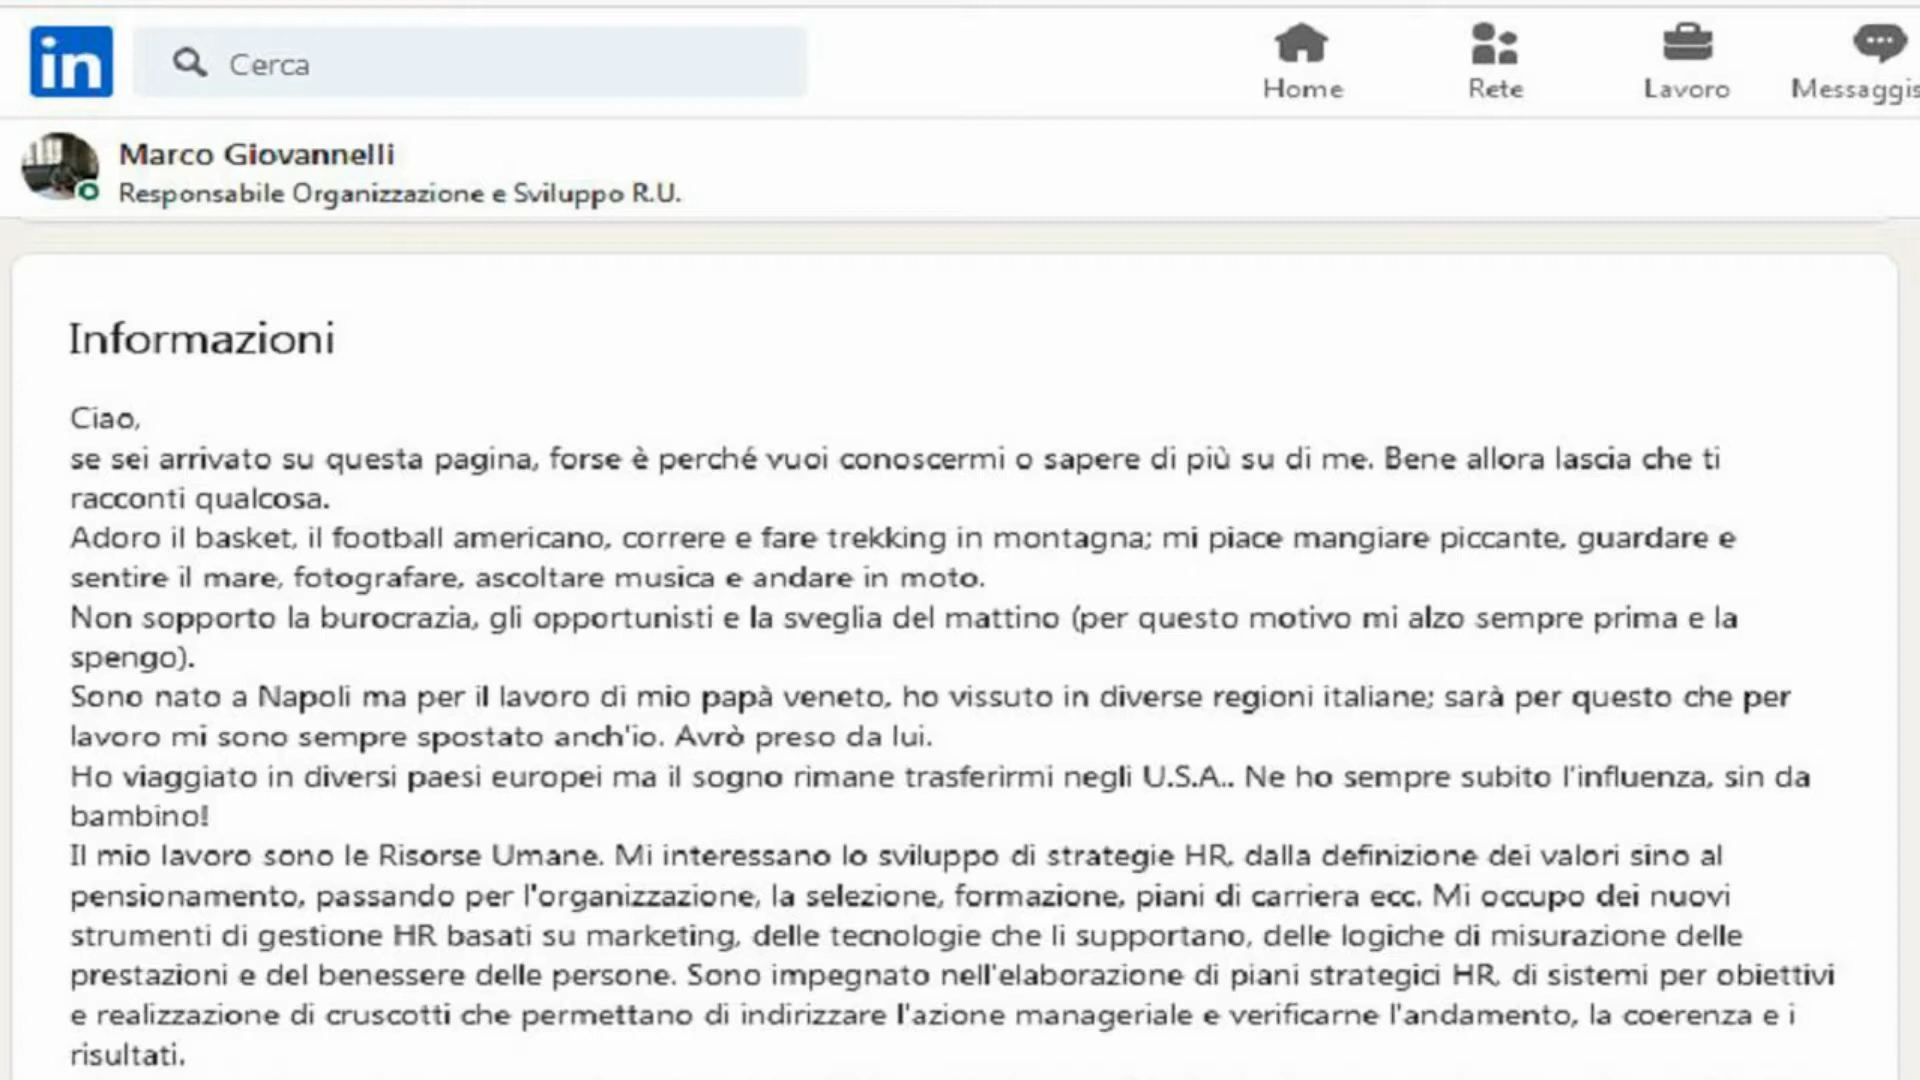 in
Cerca
Home
Rete
Lavoro
Messaggis
Marco Giovannelli
Responsabile Organizzazione e Sviluppo R.U.
Informazioni
Ciao,
se sei arrivato su questa pagina, forse è perché vuoi conoscermi o sapere di più su di me. Bene allora lascia che ti
racconti qualcosa.
Adoro il basket, il football americano, correre e fare trekking in montagna; mi piace mangiare piccante, guardare e
sentire il mare, fotografare, ascoltare musica e andare in moto.
Non sopporto la burocrazia, gli opportunisti e la sveglia del mattino (per questo motivo mi alzo sempre prima e la
spengo).
Sono nato a Napoli ma per il lavoro di mio papà veneto, ho vissuto in diverse regioni italiane; sarà per questo che per
lavoro mi sono sempre spostato anch'io. Avrò preso da lui.
Ho viaggiato in diversi paesi europei ma il sogno rimane trasferirmi negli U.S.A.. Ne ho sempre subito l'influenza, sin da
bambino!
Il mio lavoro sono le Risorse Umane. Mi interessano lo sviluppo di strategie HR, dalla definizione dei valori sino al
pensionamento, passando per l'organizzazione, la selezione, formazione, piani di carriera ecc. Mi occupo dei nuovi
strumenti di gestione HR basati su marketing, delle tecnologie che li supportano, delle logiche di misurazione delle
prestazioni e del benessere delle persone. Sono impegnato nell'elaborazione di piani strategici HR, di sistemi per obiettivi
e realizzazione di cruscotti che permettano di indirizzare l'azione manageriale e verificarne l'andamento, la coerenza e i
risultati.